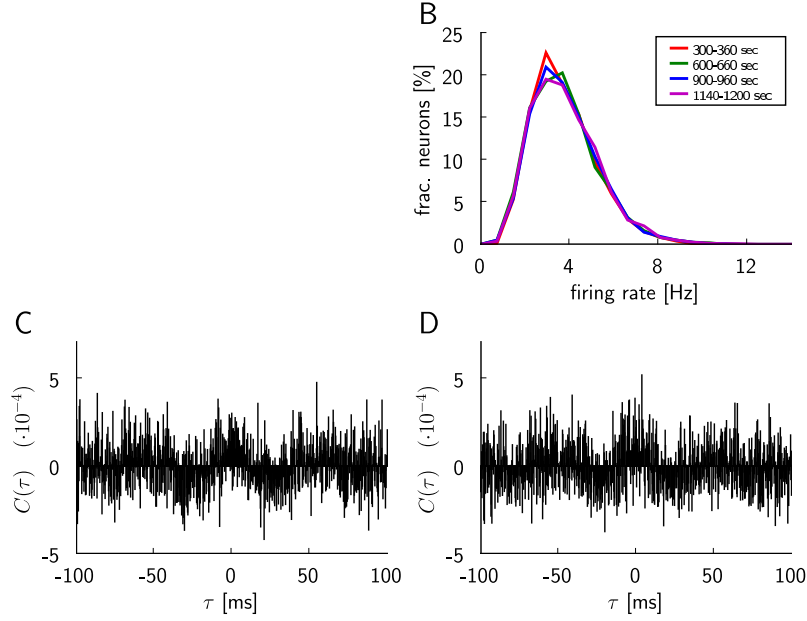 B
25
20
15
10
5
0
frac. neurons [%]
300-360 sec
600-660 sec
900-960 sec
1140-1200 sec
0 4 8 12
firing rate [Hz]
C
5
0
-5
C(τ) (·10⁻⁴)
-100 -50 0 50 100
τ [ms]
D
5
0
-5
C(τ) (·10⁻⁴)
-100 -50 0 50 100
τ [ms]